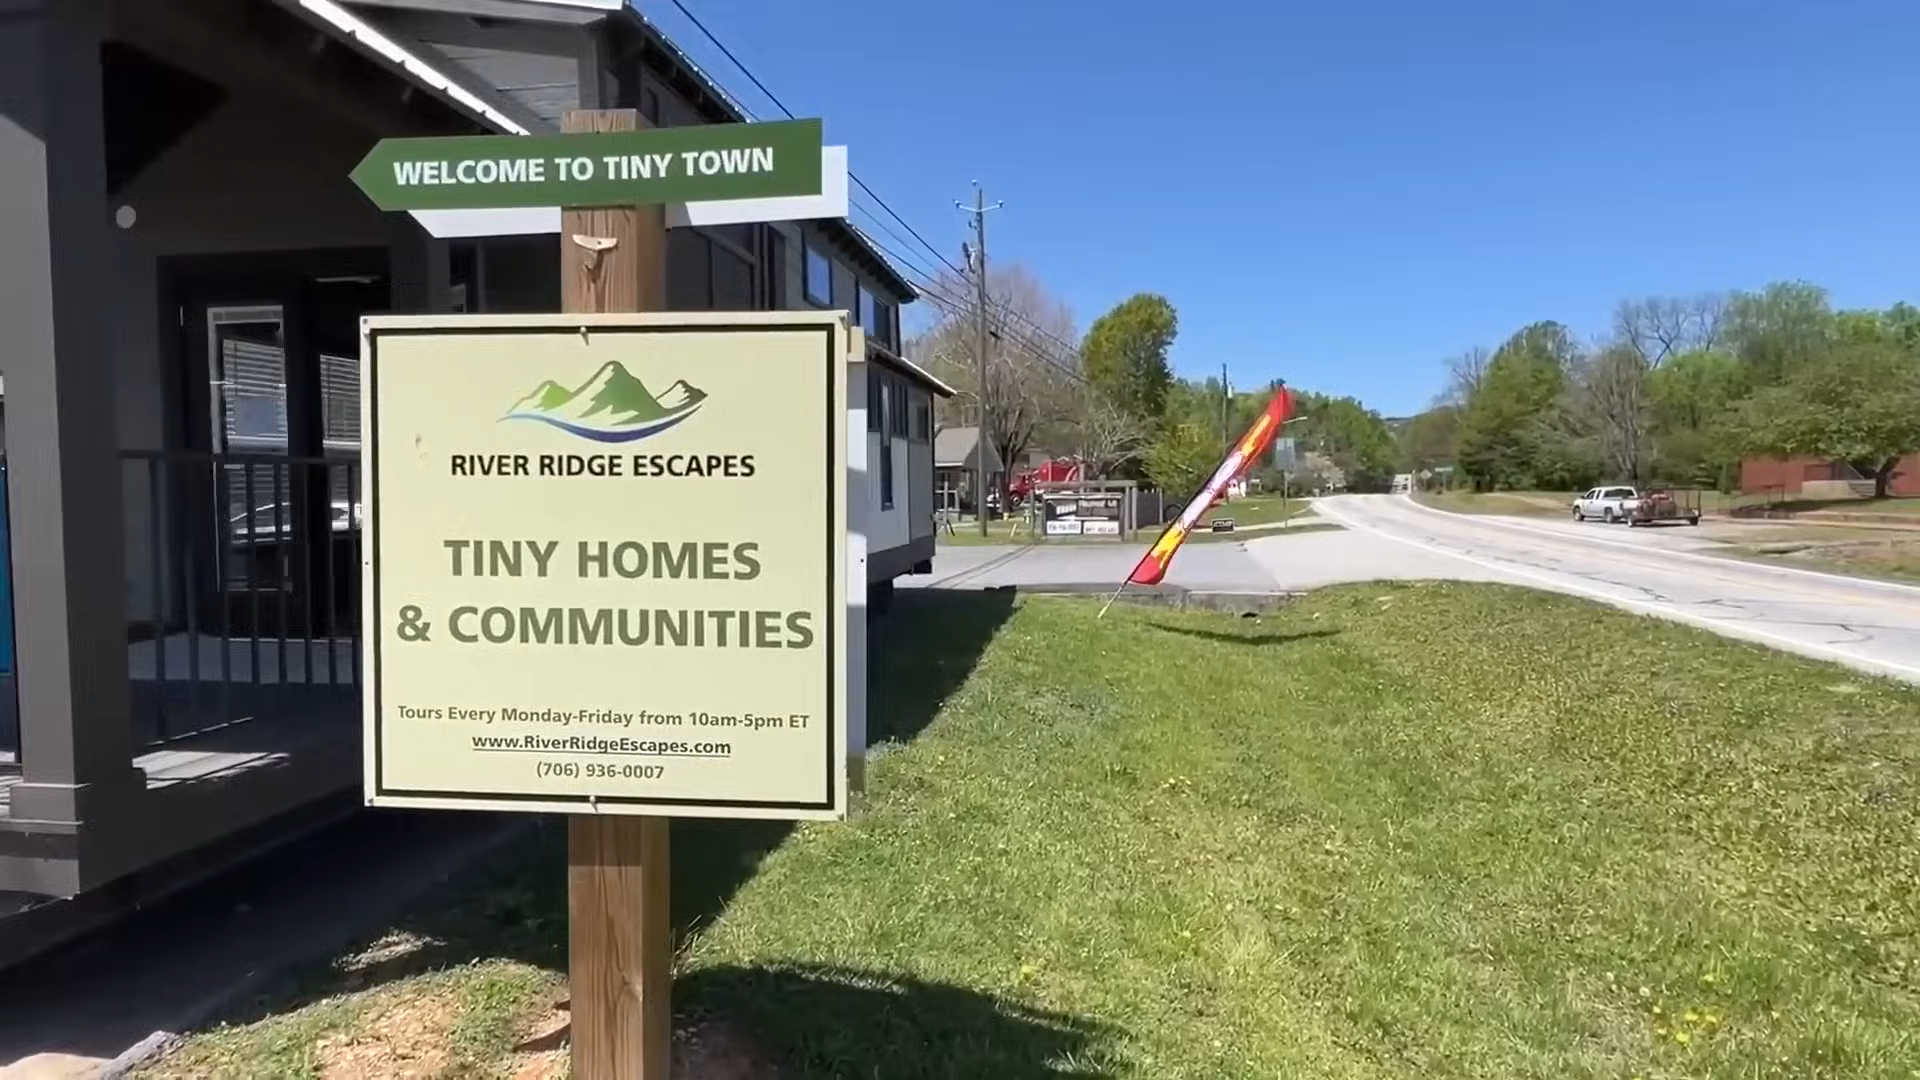 WELCOME TO TINY TOWN
RIVER RIDGE ESCAPES
TINY HOMES
& COMMUNITIES
Tours Every Monday-Friday from 10am-5pm ET
www.RiverRidgeEscapes.com
(706) 936-0007